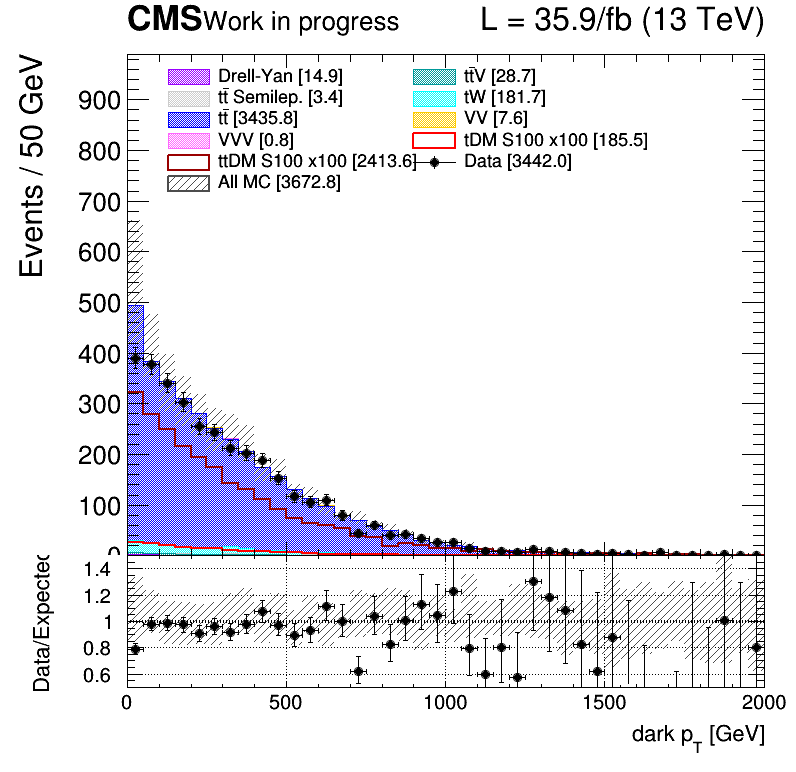 CMS Work in progress L = 35.9/fb (13 TeV)
Events / 50 GeV
Drell-Yan [14.9] tt̄V [28.7]
tt̄ Semilep. [3.4] tW [181.7]
tt̄ [3435.8] VV [7.6]
VVV [0.8] tDM S100 x100 [185.5]
ttDM S100 x100 [2413.6] Data [3442.0]
All MC [3672.8]
900
800
700
600
500
400
300
200
100
0
Data/Expected
1.4
1.2
1
0.8
0.6
0 500 1000 1500 2000
dark p_T [GeV]